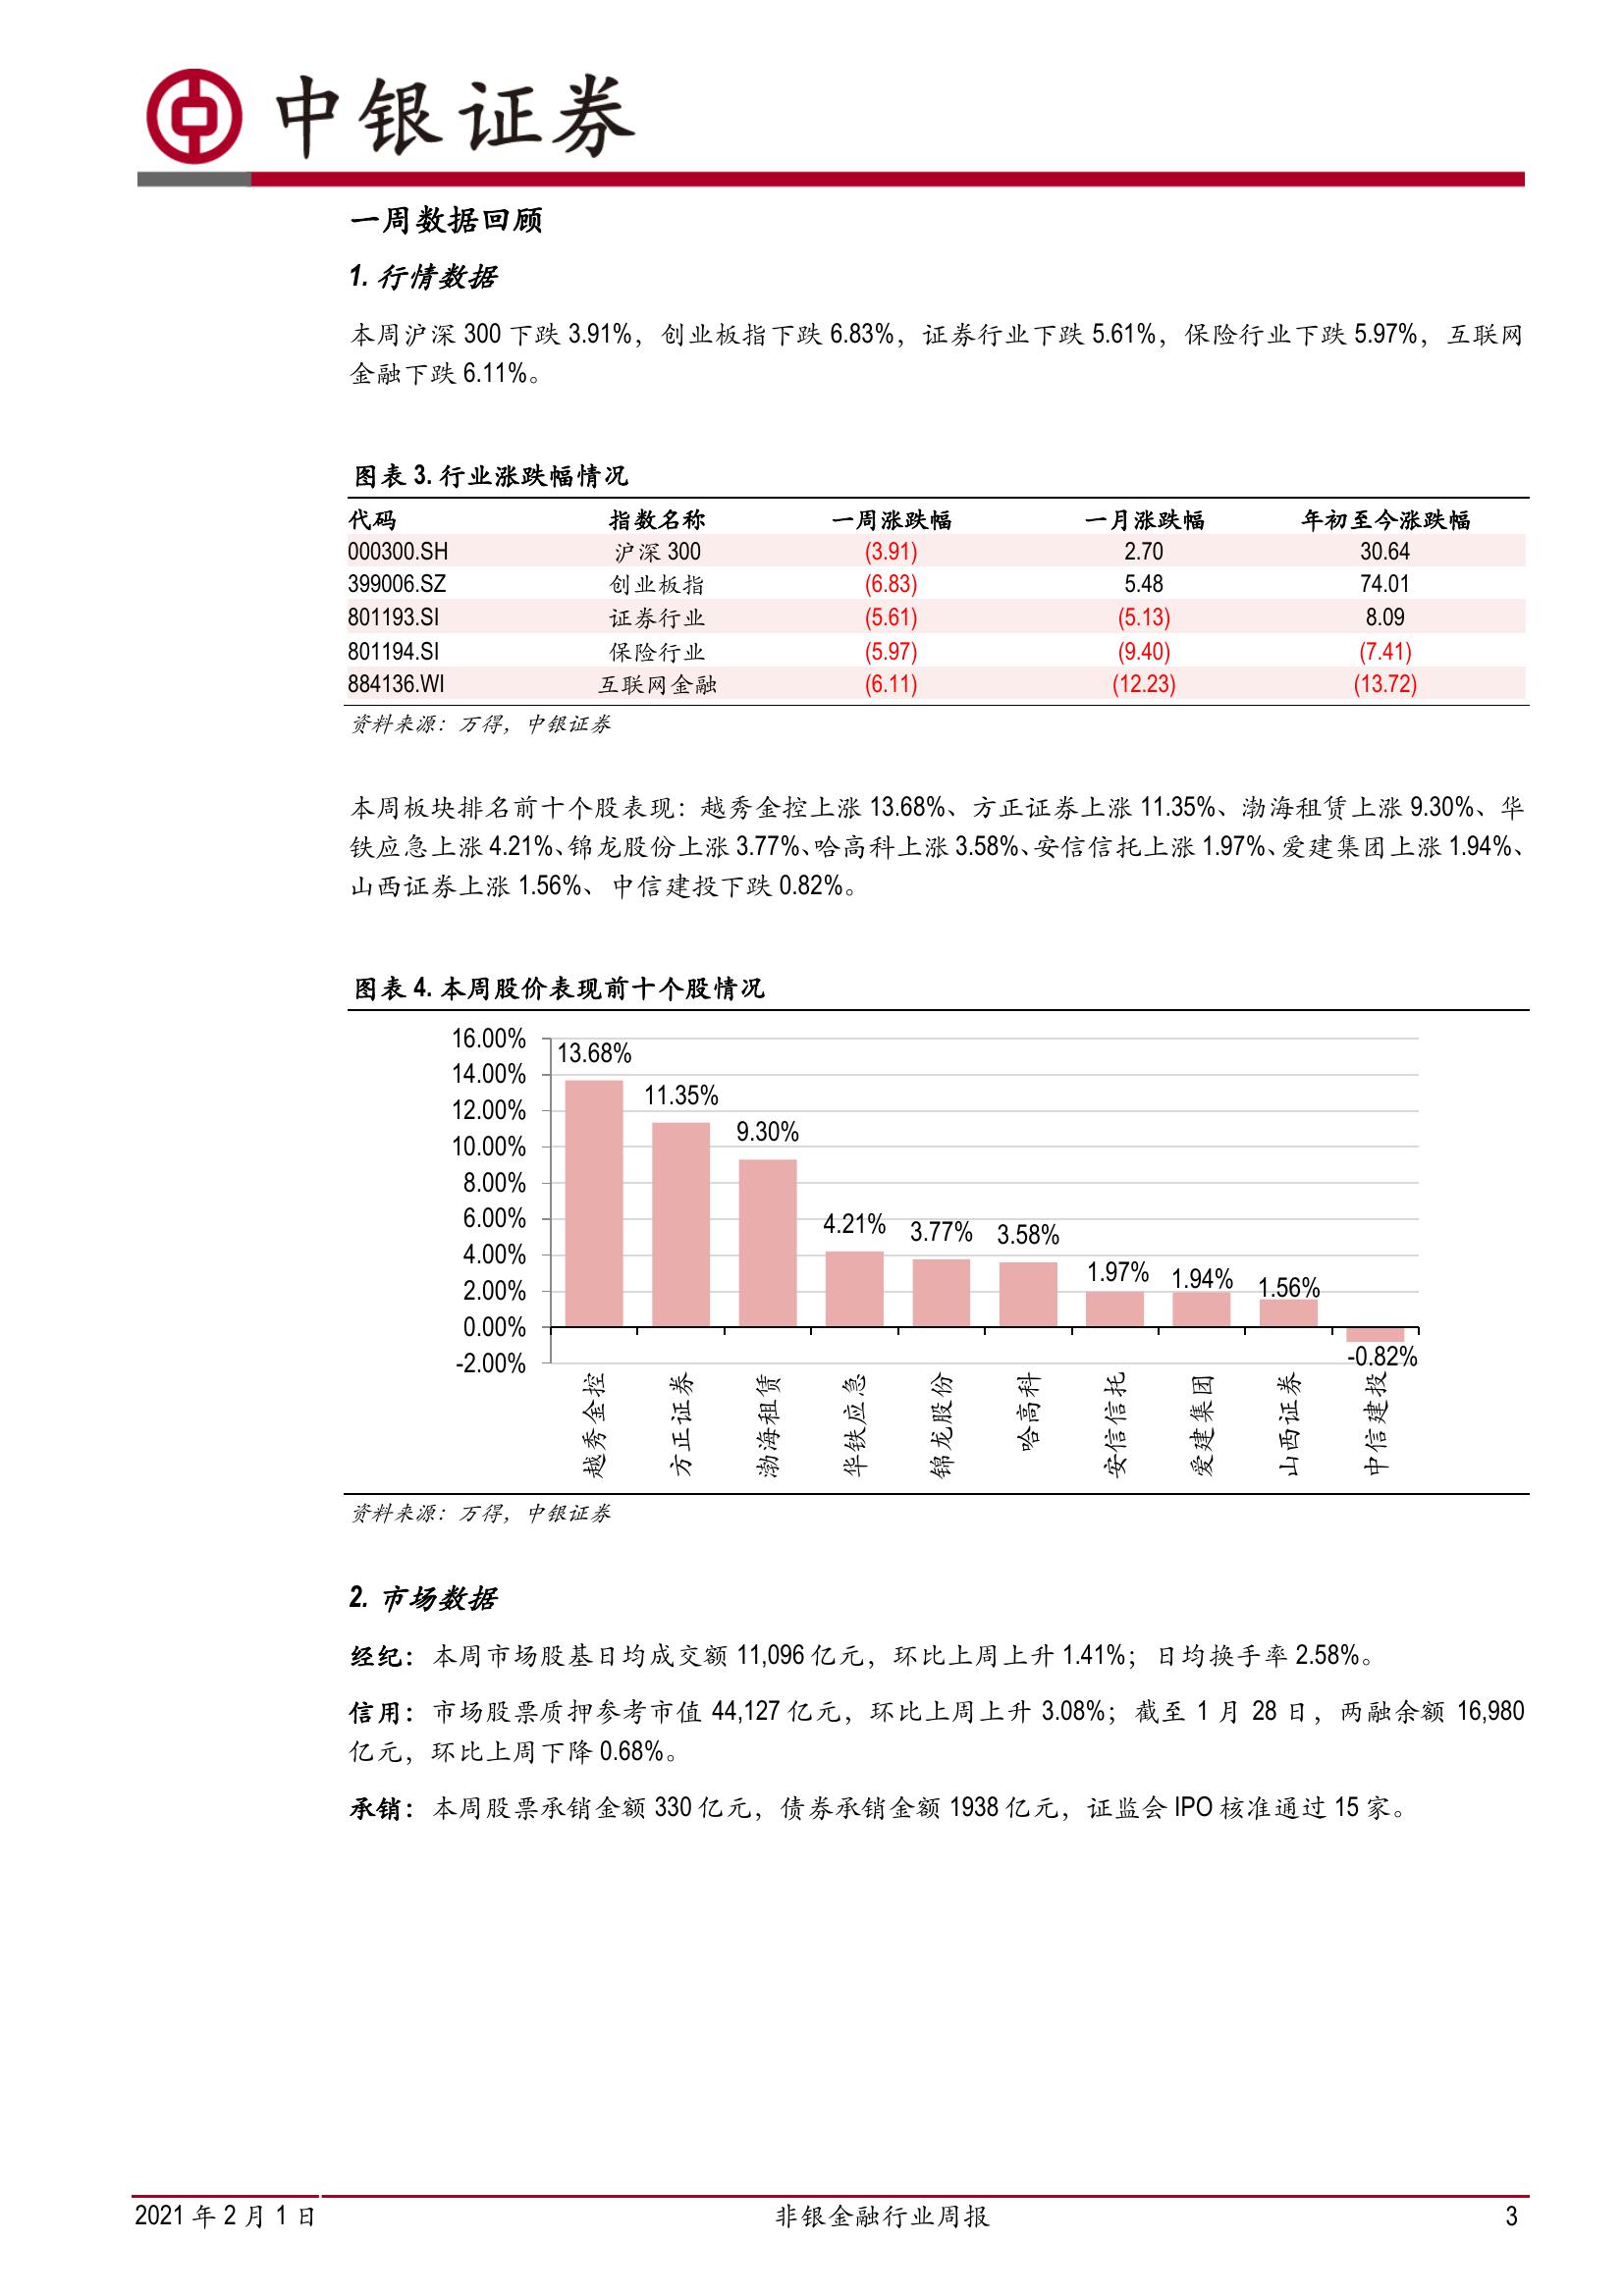 中银证券
一周数据回顾
1. 行情数据
本周沪深 300 下跌 3.91%，创业板指下跌 6.83%，证券行业下跌 5.61%，保险行业下跌 5.97%，互联网
金融下跌 6.11%。
图表 3. 行业涨跌幅情况
代码 指数名称 一周涨跌幅 一月涨跌幅 年初至今涨跌幅
000300.SH 沪深 300 (3.91) 2.70 30.64
399006.SZ 创业板指 (6.83) 5.48 74.01
801193.SI 证券行业 (5.61) (5.13) 8.09
801194.SI 保险行业 (5.97) (9.40) (7.41)
884136.WI 互联网金融 (6.11) (12.23) (13.72)
资料来源：万得，中银证券
本周板块排名前十个股表现：越秀金控上涨 13.68%、方正证券上涨 11.35%、渤海租赁上涨 9.30%、华
铁应急上涨 4.21%、锦龙股份上涨 3.77%、哈高科上涨 3.58%、安信信托上涨 1.97%、爱建集团上涨 1.94%、
山西证券上涨 1.56%、中信建投下跌 0.82%。
图表 4. 本周股价表现前十个股情况
16.00%
14.00%
12.00%
10.00%
8.00%
6.00%
4.00%
2.00%
0.00%
-2.00%
13.68%
11.35%
9.30%
4.21%
3.77%
3.58%
1.97%
1.94%
1.56%
-0.82%
越秀金控
方正证券
渤海租赁
华铁应急
锦龙股份
哈高科
安信信托
爱建集团
山西证券
中信建投
资料来源：万得，中银证券
2. 市场数据
经纪：本周市场股基日均成交额 11,096 亿元，环比上周上升 1.41%；日均换手率 2.58%。
信用：市场股票质押参考市值 44,127 亿元，环比上周上升 3.08%；截至 1 月 28 日，两融余额 16,980
亿元，环比上周下降 0.68%。
承销：本周股票承销金额 330 亿元，债券承销金额 1938 亿元，证监会 IPO 核准通过 15 家。
2021 年 2 月 1 日 非银金融行业周报 3